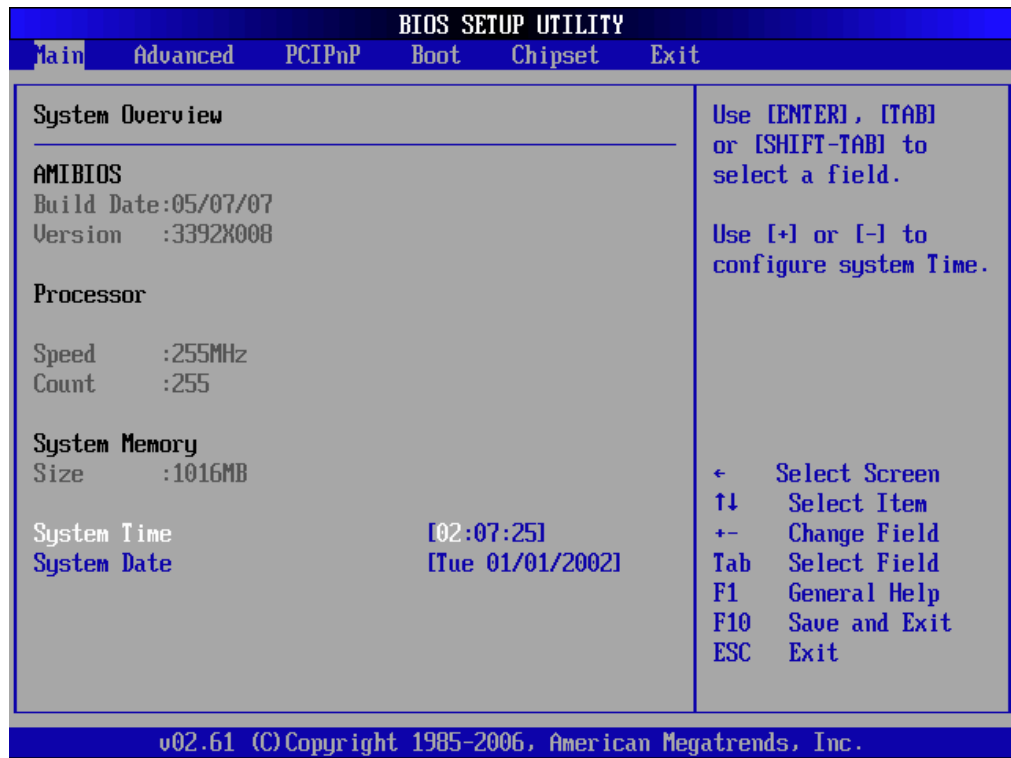 BIOS SETUP UTILITY
Main Advanced PCIPnP Boot Chipset Exit
System Overview
AMIBIOS
Build Date:05/07/07
Version :3392X008
Processor
Speed :255MHz
Count :255
System Memory
Size :1016MB
System Time [02:07:25]
System Date [Tue 01/01/2002]
Use [ENTER], [TAB]
or [SHIFT-TAB] to
select a field.
Use [+] or [-] to
configure system Time.
← Select Screen
↑↓ Select Item
+- Change Field
Tab Select Field
F1 General Help
F10 Save and Exit
ESC Exit
v02.61 (C)Copyright 1985-2006, American Megatrends, Inc.